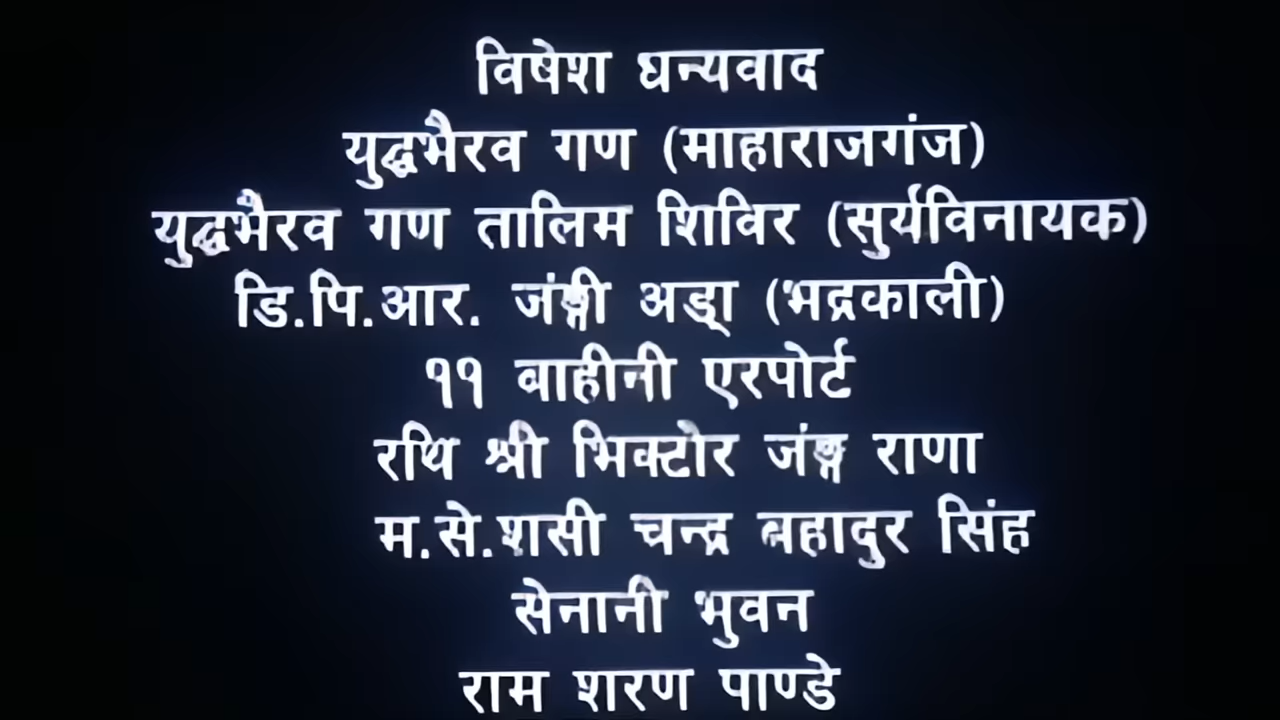 विषेश धन्यवाद
युद्धभैरव गण (माहाराजगंज)
युद्धभैरव गण तालिम शिविर (सुर्यविनायक)
डि.पि.आर. जंङ्गी अड्ा (भद्रकाली)
११ वाहीनी एरपोर्ट
रथि श्री भिक्टोर जंङ्ग राणा
म.से.शसी चन्द्र बहादुर सिंह
सेनानी भुवन
राम शरण पाण्डे